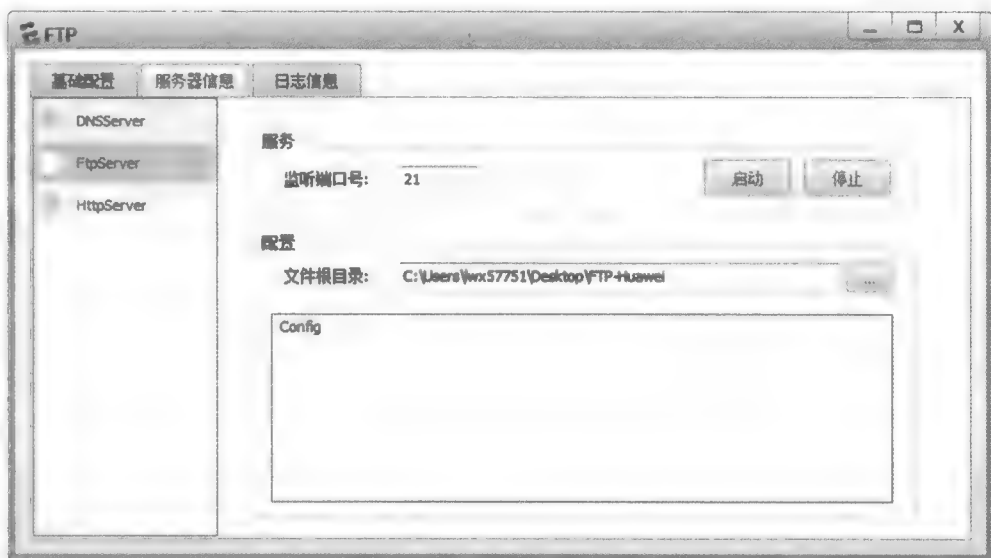 FTP
基础配置 服务器信息 日志信息
DNSServer
FtpServer
HttpServer
服务
监听端口号: 21 启动 停止
配置
文件根目录: C:\Users\lwx57751\Desktop\FTP-Huawei ...
Config